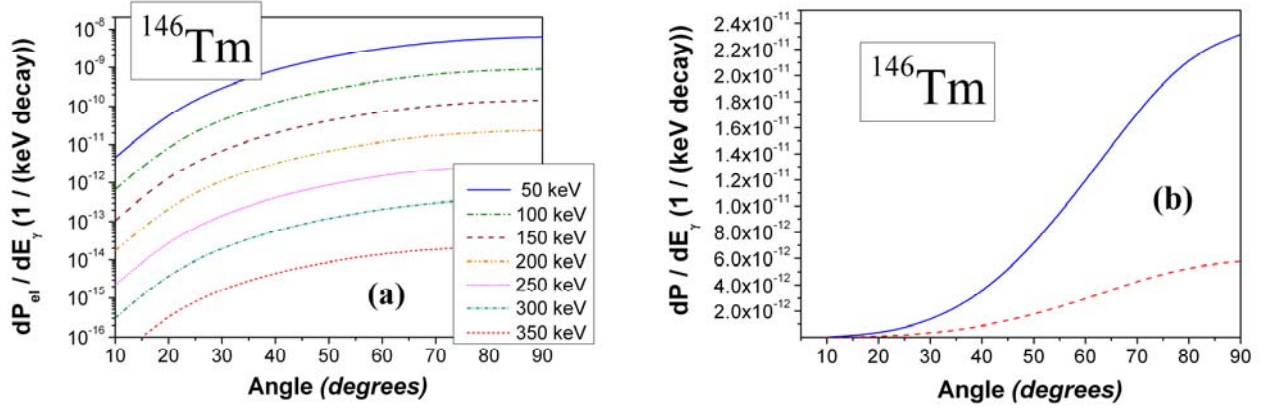 ¹⁴⁶Tm
dP_el / dE_γ (1 / (keV decay))
10⁻⁸
10⁻⁹
10⁻¹⁰
10⁻¹¹
10⁻¹²
10⁻¹³
10⁻¹⁴
10⁻¹⁵
10⁻¹⁶
50 keV
100 keV
150 keV
200 keV
250 keV
300 keV
350 keV
(a)
10 20 30 40 50 60 70 80 90
Angle (degrees)
¹⁴⁶Tm
dP / dE_γ (1 / (keV decay))
2.4x10⁻¹¹
2.2x10⁻¹¹
2.0x10⁻¹¹
1.8x10⁻¹¹
1.6x10⁻¹¹
1.4x10⁻¹¹
1.2x10⁻¹¹
1.0x10⁻¹¹
8.0x10⁻¹²
6.0x10⁻¹²
4.0x10⁻¹²
2.0x10⁻¹²
(b)
10 20 30 40 50 60 70 80 90
Angle (degrees)